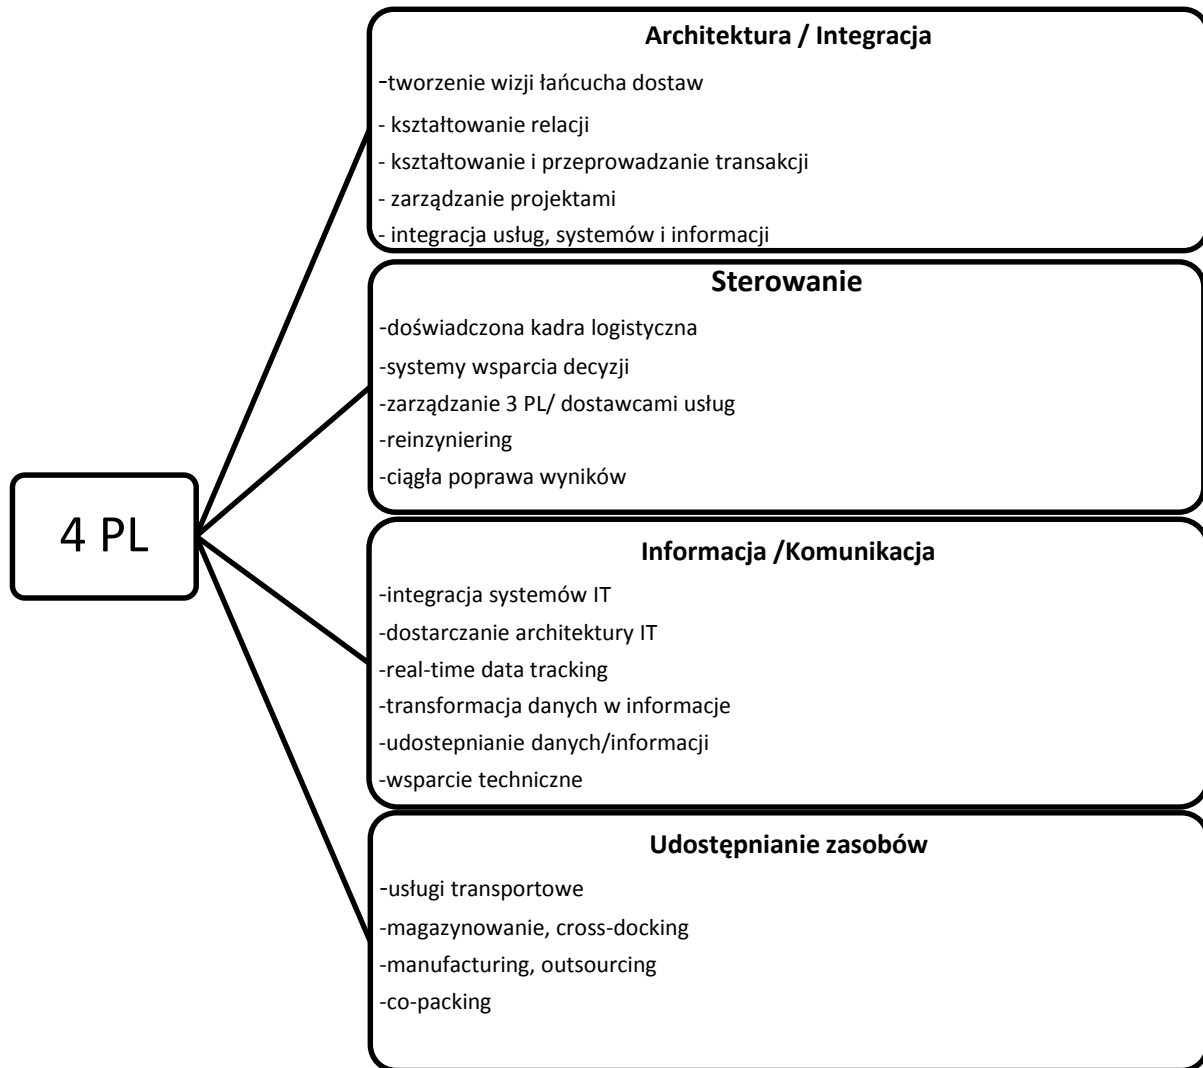 Architektura / Integracja
-tworzenie wizji łańcucha dostaw
- kształtowanie relacji
- kształtowanie i przeprowadzanie transakcji
- zarządzanie projektami
- integracja usług, systemów i informacji
Sterowanie
-doświadczona kadra logistyczna
-systemy wsparcia decyzji
-zarządzanie 3 PL/ dostawcami usług
-reinzyniering
-ciągła poprawa wyników
4 PL
Informacja /Komunikacja
-integracja systemów IT
-dostarczanie architektury IT
-real-time data tracking
-transformacja danych w informacje
-udostepnianie danych/informacji
-wsparcie techniczne
Udostępnianie zasobów
-usługi transportowe
-magazynowanie, cross-docking
-manufacturing, outsourcing
-co-packing